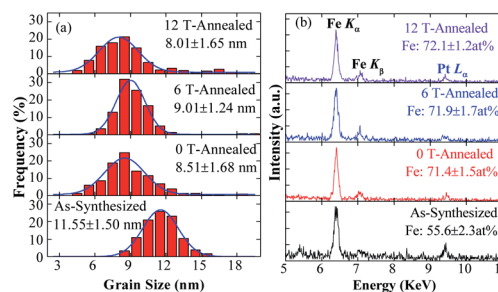 (a)
12 T-Annealed
8.01±1.65 nm
30
20
10
0
6 T-Annealed
9.01±1.24 nm
30
20
10
0
0 T-Annealed
8.51±1.68 nm
30
20
10
0
As-Synthesized
11.55±1.50 nm
30
20
10
0
3 6 9 12 15 18
Grain Size (nm)
Frequency (%)
(b)
Fe Kα
Fe Kβ
Pt Lα
12 T-Annealed
Fe: 72.1±1.2at%
6 T-Annealed
Fe: 71.9±1.7at%
0 T-Annealed
Fe: 71.4±1.5at%
As-Synthesized
Fe: 55.6±2.3at%
5 6 7 8 9 10
Energy (KeV)
Intensity (a.u.)